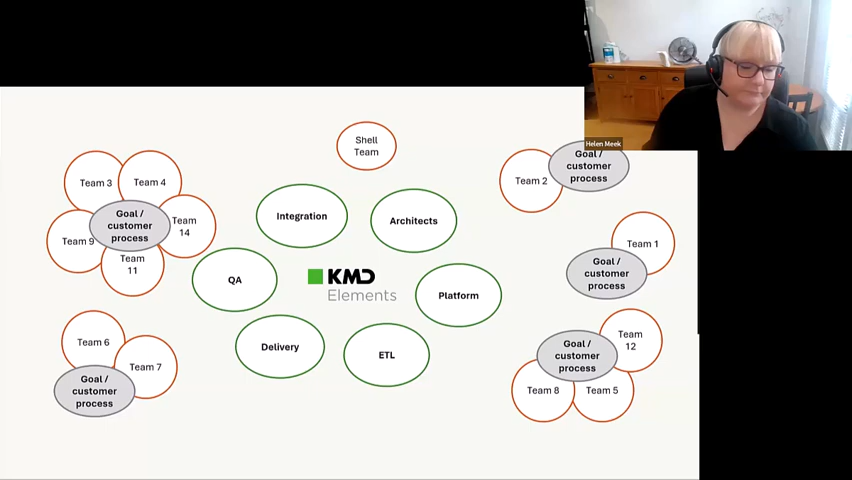 Helen Meek
Shell
Team
Team 3
Team 4
Goal /
customer
process
Team
14
Team 9
Team
11
Integration
Architects
QA
KMD
Elements
Platform
Delivery
ETL
Team 2
Goal /
customer
process
Team 1
Goal /
customer
process
Team 6
Team 7
Goal /
customer
process
Team
12
Goal /
customer
process
Team 8
Team 5